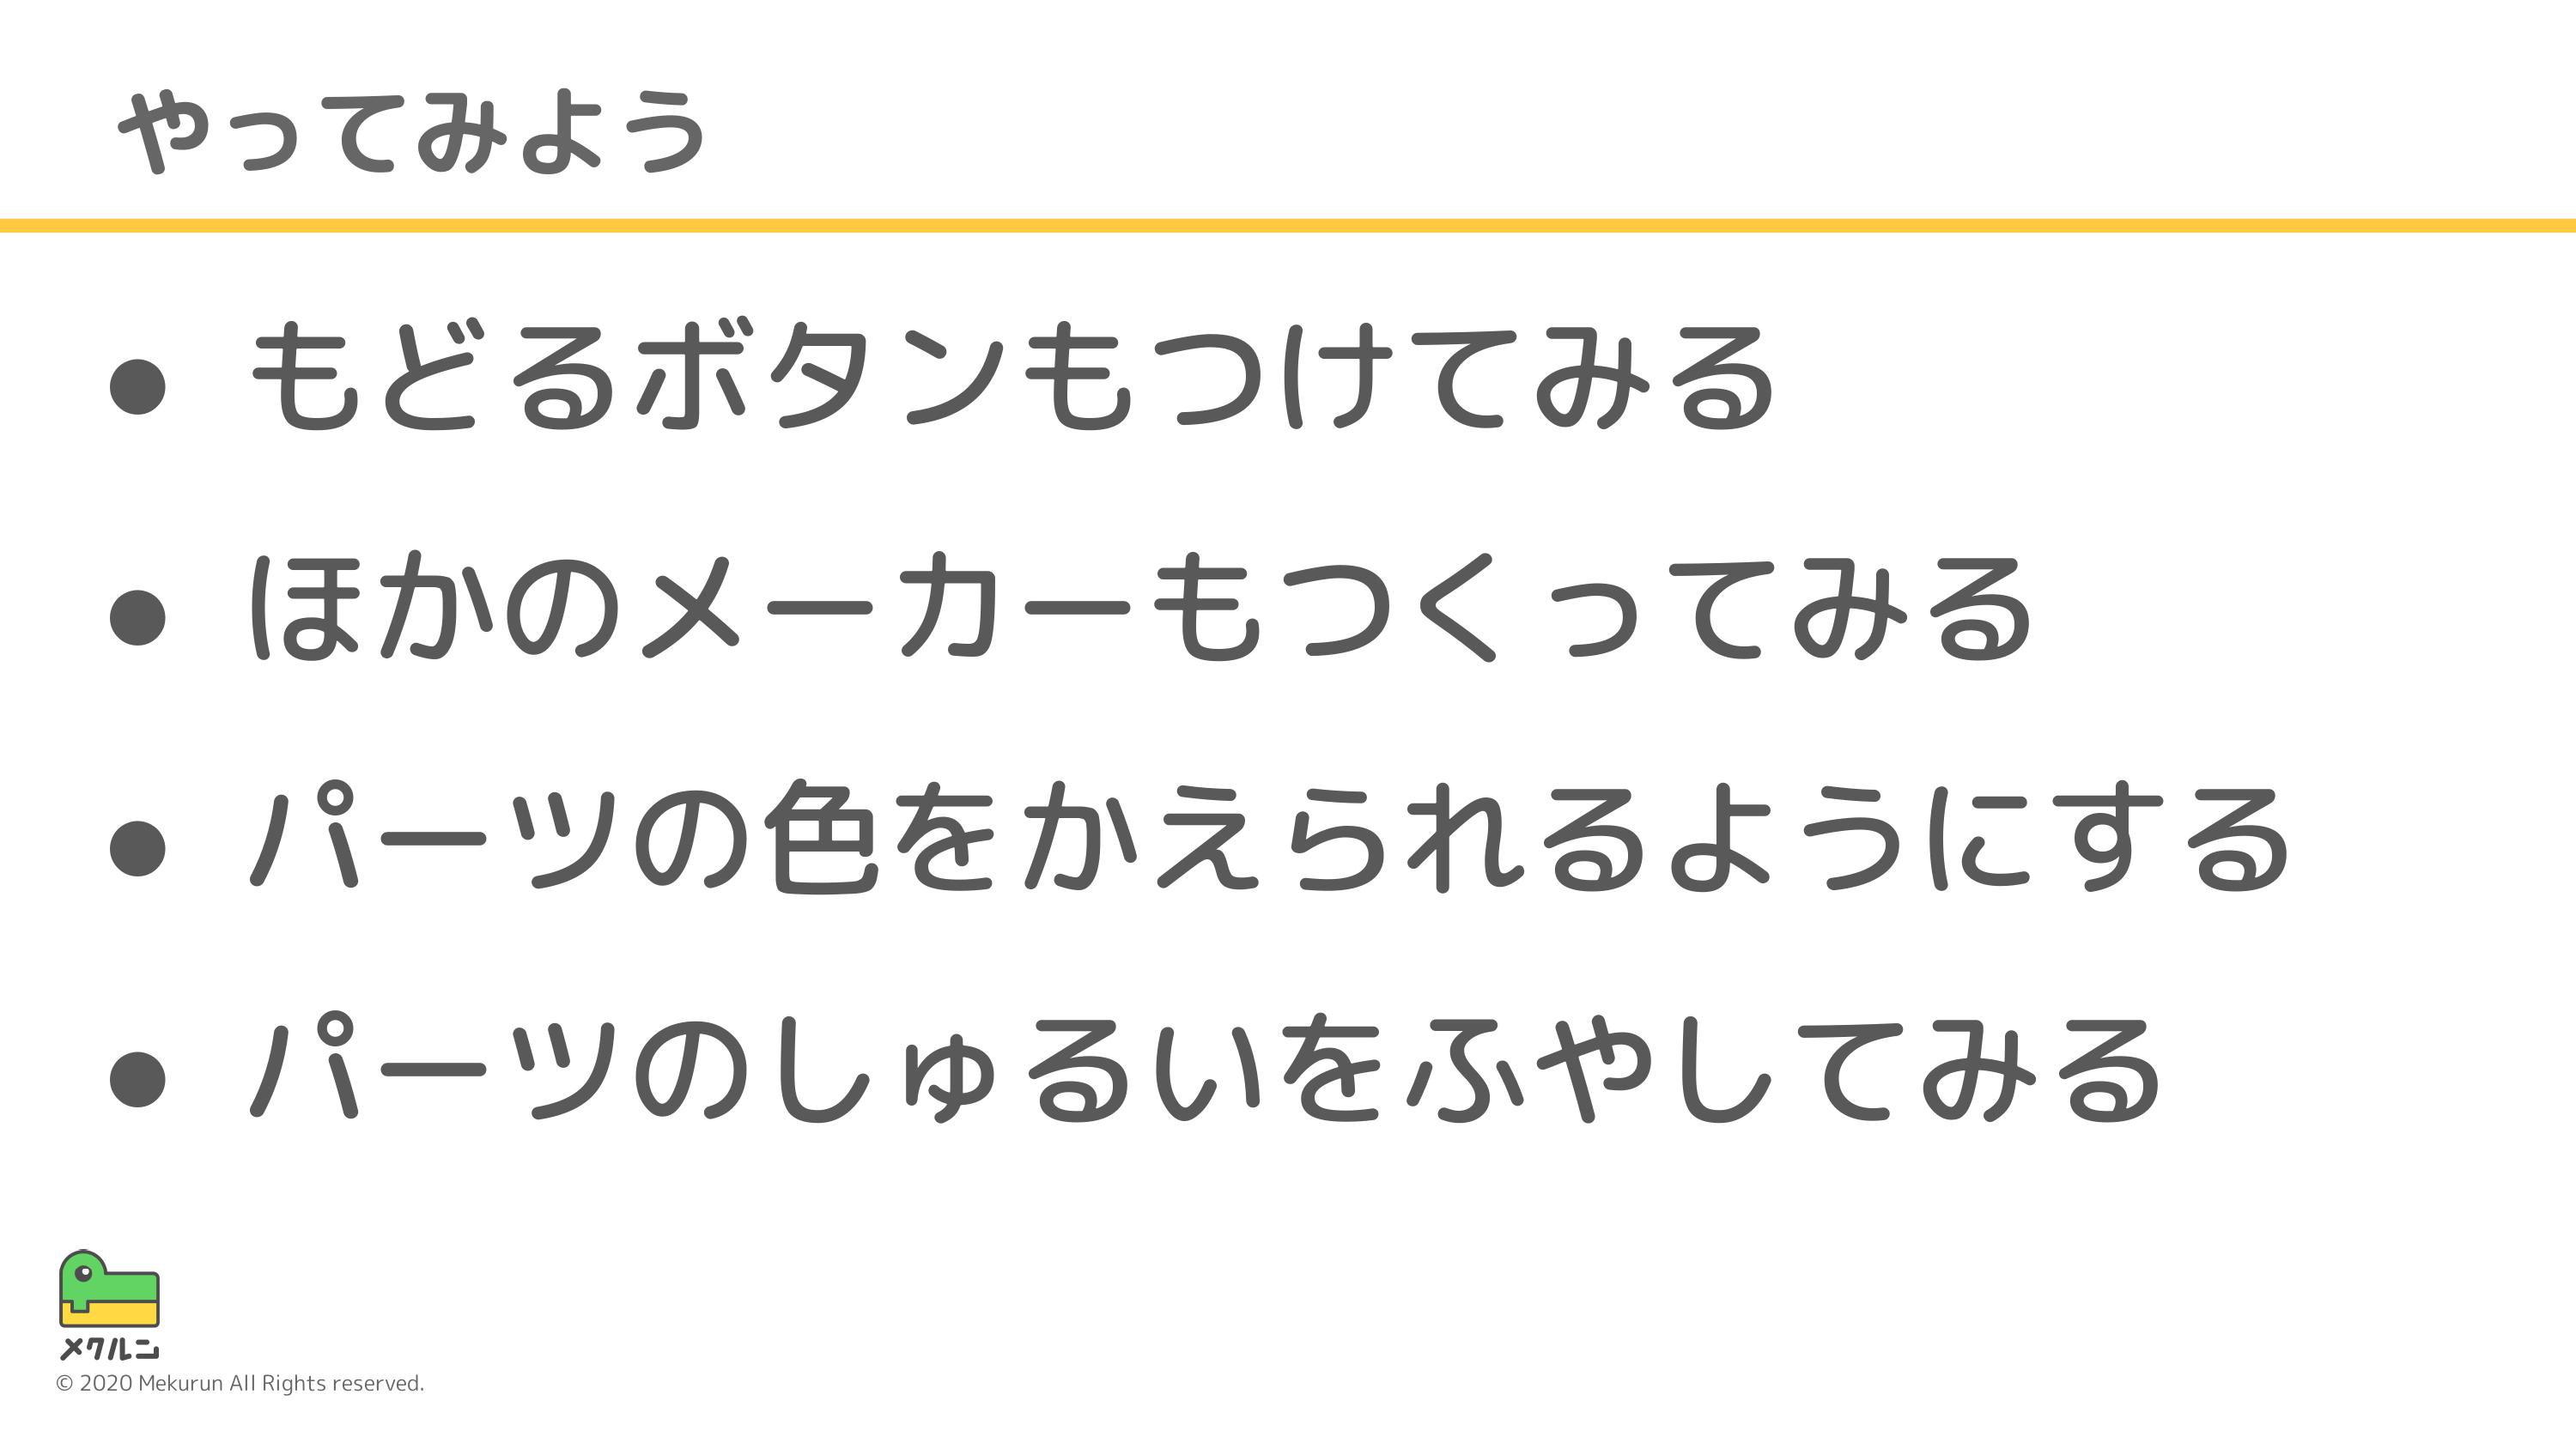 やってみよう
● もどるボタンもつけてみる
● ほかのメーカーもつくってみる
● パーツの色をかえられるようにする
● パーツのしゅるいをふやしてみる
メクルン
© 2020 Mekurun All Rights reserved.